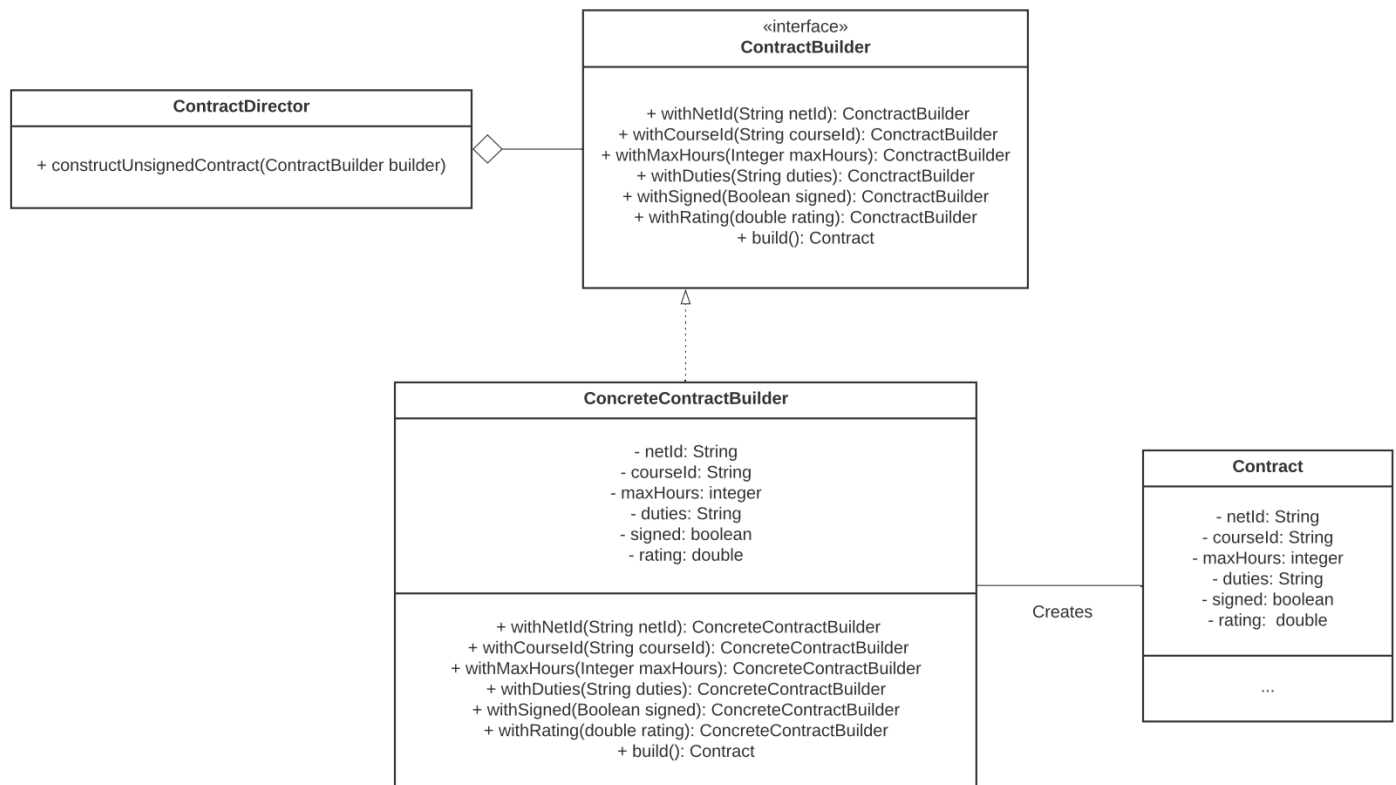 «interface»
ContractBuilder
+ withNetId(String netId): ConctractBuilder
+ withCourseId(String courseId): ConctractBuilder
+ withMaxHours(Integer maxHours): ConctractBuilder
+ withDuties(String duties): ConctractBuilder
+ withSigned(Boolean signed): ConctractBuilder
+ withRating(double rating): ConctractBuilder
+ build(): Contract
ContractDirector
+ constructUnsignedContract(ContractBuilder builder)
ConcreteContractBuilder
- netId: String
- courseId: String
- maxHours: integer
- duties: String
- signed: boolean
- rating: double
+ withNetId(String netId): ConcreteContractBuilder
+ withCourseId(String courseId): ConcreteContractBuilder
+ withMaxHours(Integer maxHours): ConcreteContractBuilder
+ withDuties(String duties): ConcreteContractBuilder
+ withSigned(Boolean signed): ConcreteContractBuilder
+ withRating(double rating): ConcreteContractBuilder
+ build(): Contract
Creates
Contract
- netId: String
- courseId: String
- maxHours: integer
- duties: String
- signed: boolean
- rating:  double
...